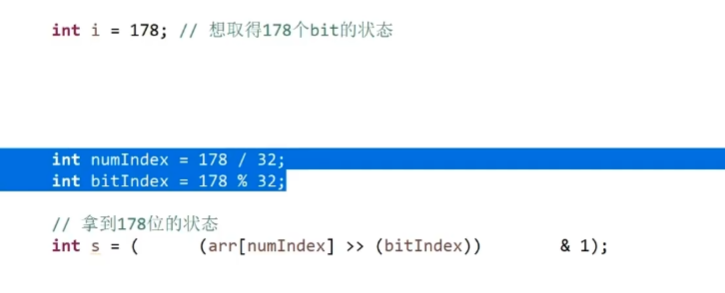 int i = 178; // 想取得178个bit的状态
int numIndex = 178 / 32;
int bitIndex = 178 % 32;
// 拿到178位的状态
int s = (     (arr[numIndex] >> (bitIndex))       & 1);